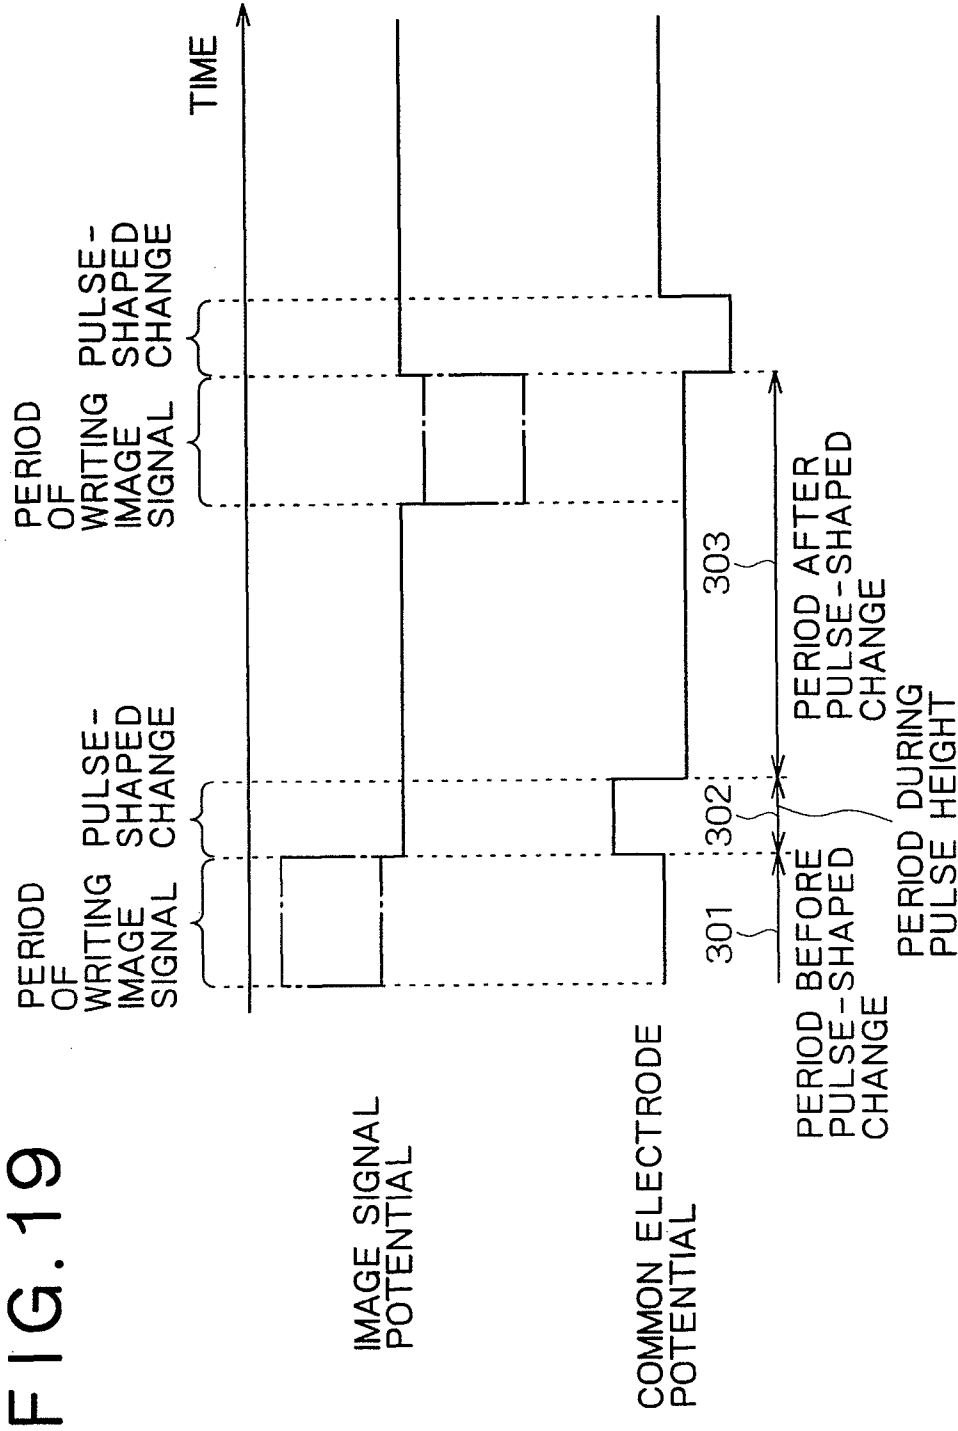 FIG.19
PERIOD
OF
WRITING
IMAGE
SIGNAL
PULSE-
SHAPED
CHANGE
PERIOD
OF
WRITING
IMAGE
SIGNAL
PULSE-
SHAPED
CHANGE
TIME
IMAGE SIGNAL
POTENTIAL
COMMON ELECTRODE
POTENTIAL
301
302
303
PERIOD BEFORE
PULSE-SHAPED
CHANGE
PERIOD DURING
PULSE HEIGHT
PERIOD AFTER
PULSE-SHAPED
CHANGE